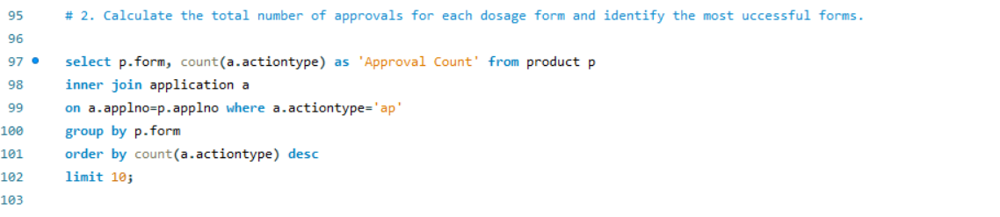 95 # 2. Calculate the total number of approvals for each dosage form and identify the most uccessful forms.
96
97 select p.form, count(a.actiontype) as 'Approval Count' from product p
98 inner join application a
99 on a.applno=p.applno where a.actiontype='ap'
100 group by p.form
101 order by count(a.actiontype) desc
102 limit 10;
103